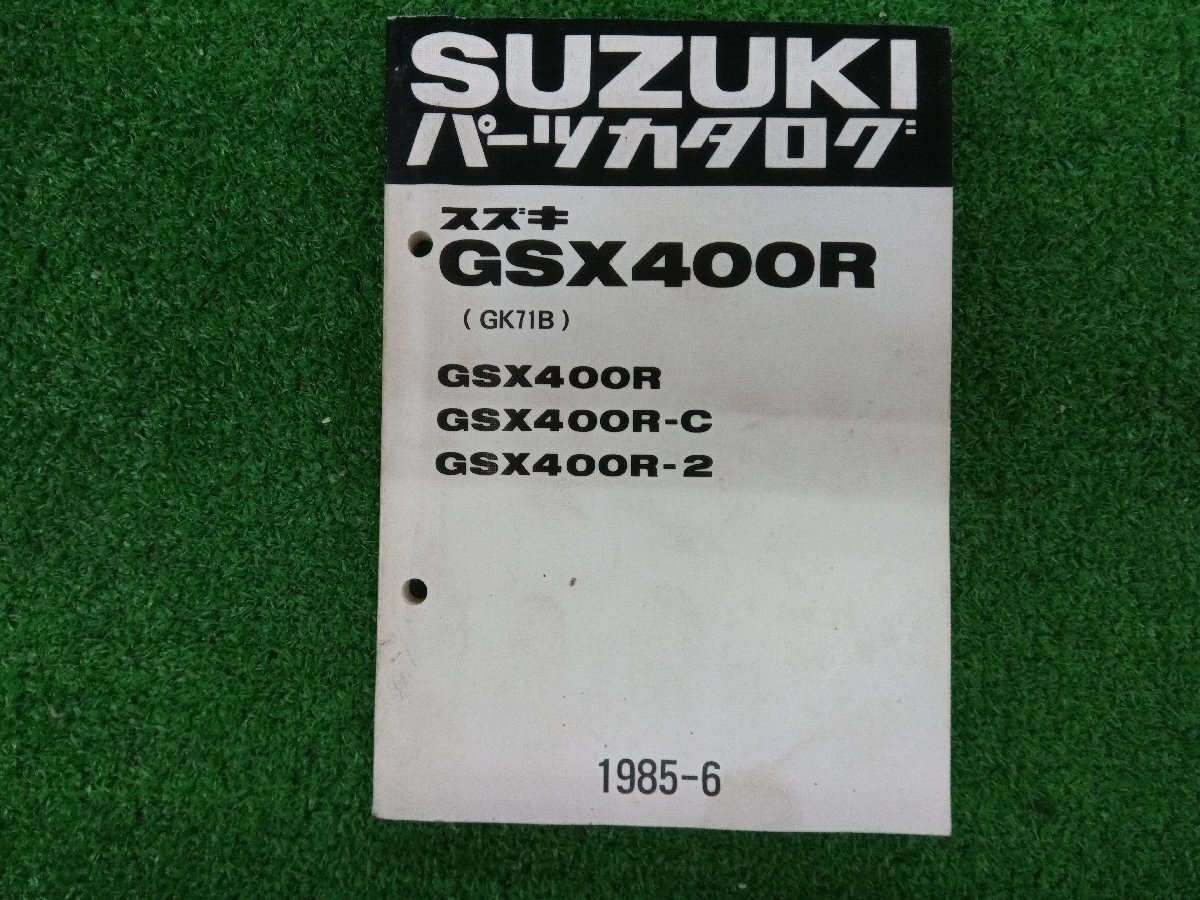 SUZUKI
パーツカタログ
スズキ
GSX400R
(GK71B)
GSX400R
GSX400R-C
GSX400R-2
1985-6